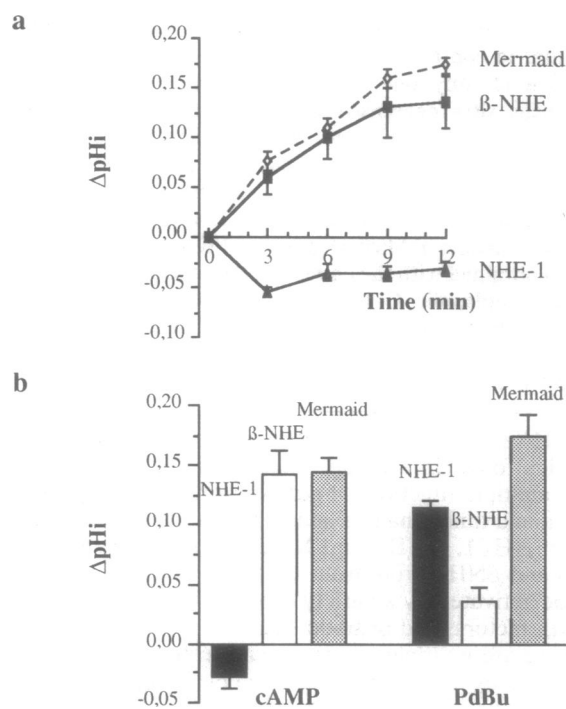 a
0,20
0,15
0,10
0,05
0,00
-0,05
-0,10
ΔpHi
0 3 6 9 12
Time (min)
Mermaid
ß-NHE
NHE-1
b
0,20
0,15
0,10
0,05
0,00
-0,05
ΔpHi
NHE-1
ß-NHE
Mermaid
NHE-1
ß-NHE
Mermaid
cAMP PdBu